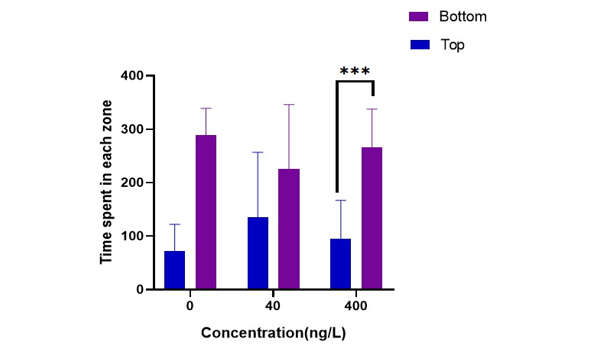 Bottom
Top
***
Time spent in each zone
400
300
200
100
0
0 40 400
Concentration(ng/L)